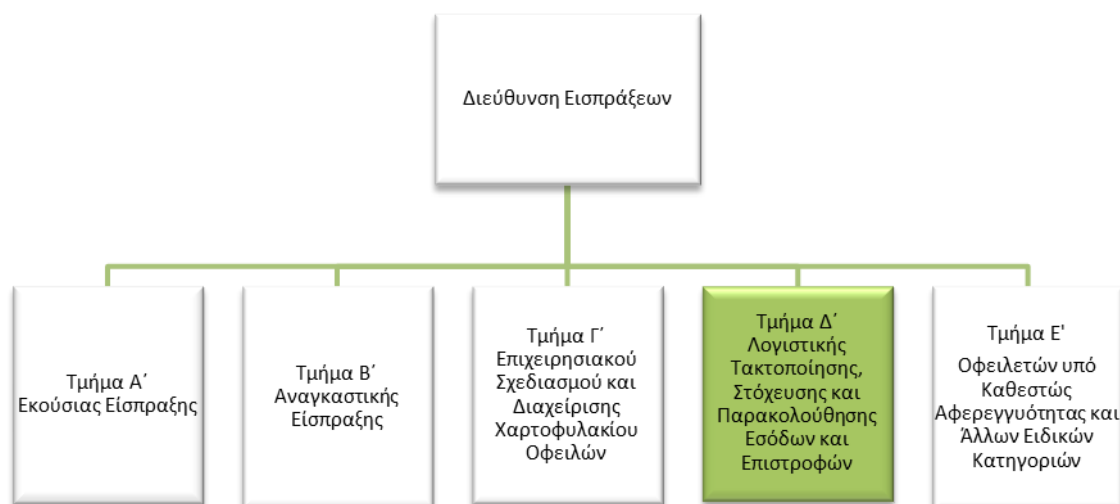 Διεύθυνση Εισπράξεων
Τμήμα Α΄
Εκούσιας Είσπραξης
Τμήμα Β΄
Αναγκαστικής
Είσπραξης
Τμήμα Γ΄
Επιχειρησιακού
Σχεδιασμού και
Διαχείρισης
Χαρτοφυλακίου
Οφειλών
Τμήμα Δ΄
Λογιστικής
Τακτοποίησης,
Στόχευσης και
Παρακολούθησης
Εσόδων και
Επιστροφών
Τμήμα Ε'
Οφειλετών υπό
Καθεστώς
Αφερεγγυότητας και
Άλλων Ειδικών
Κατηγοριών